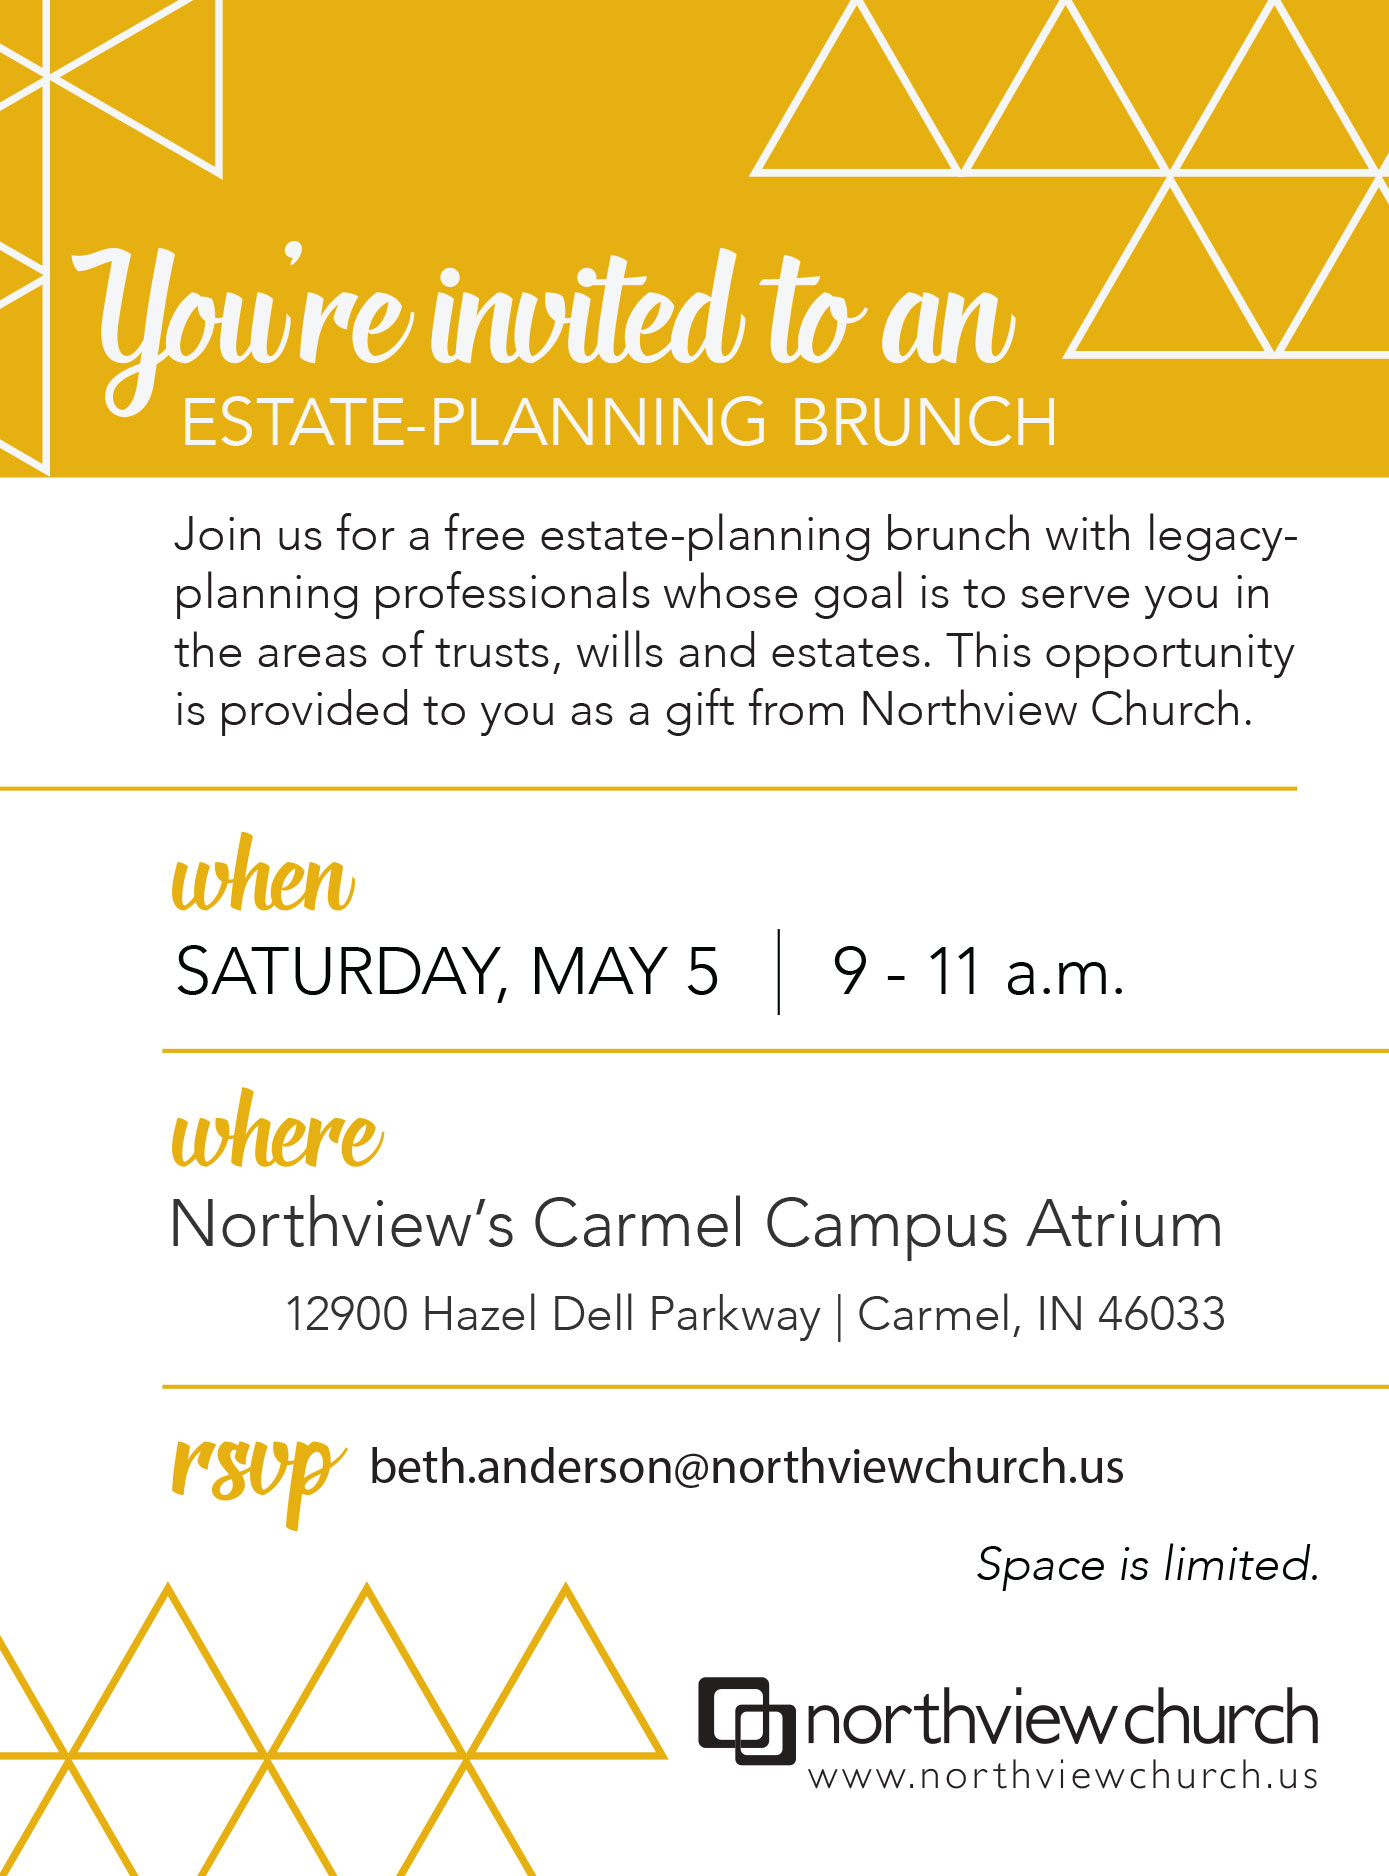 You're invited to an
ESTATE-PLANNING BRUNCH
Join us for a free estate-planning brunch with legacy-
planning professionals whose goal is to serve you in
the areas of trusts, wills and estates. This opportunity
is provided to you as a gift from Northview Church.
when
SATURDAY, MAY 5 | 9 - 11 a.m.
where
Northview's Carmel Campus Atrium
12900 Hazel Dell Parkway | Carmel, IN 46033
rsvp beth.anderson@northviewchurch.us
Space is limited.
northviewchurch
www.northviewchurch.us